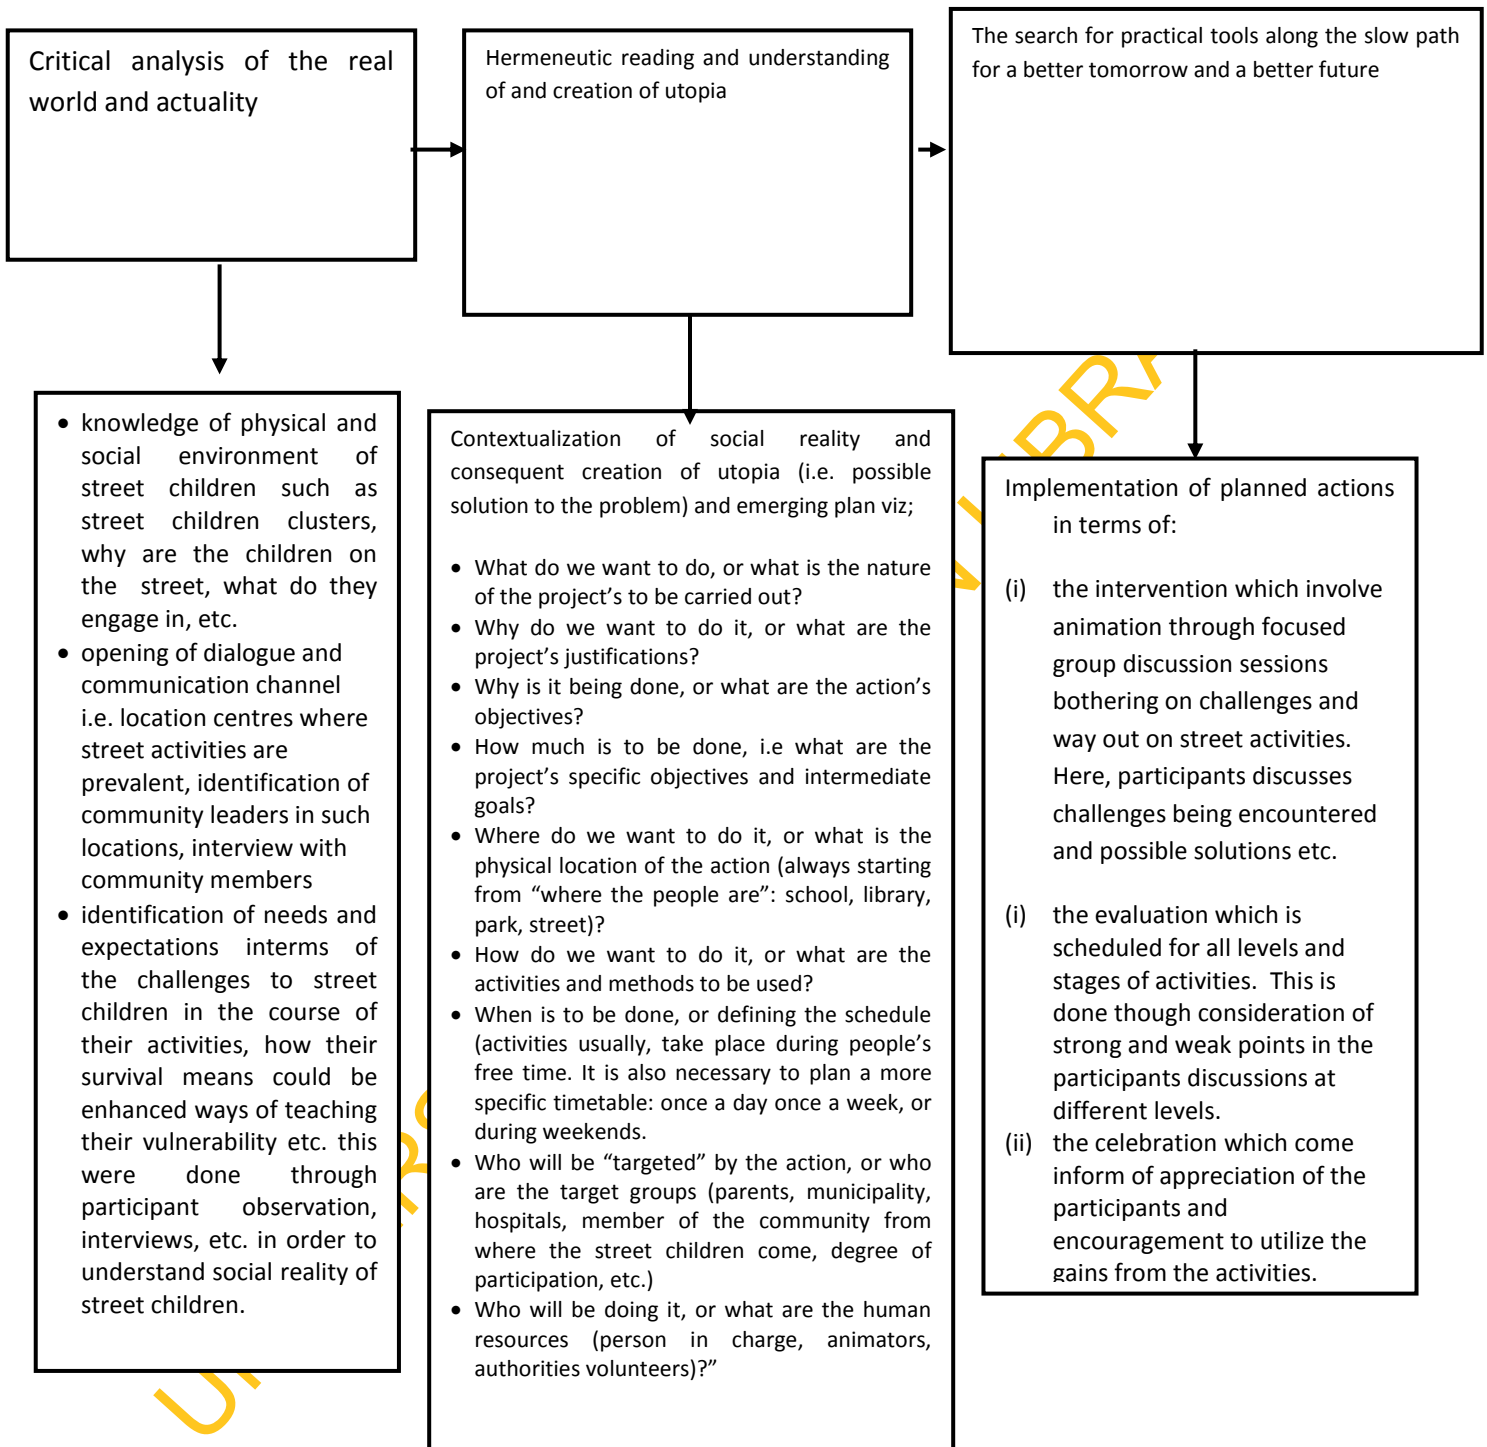 Critical analysis of the real
world and actuality
Hermeneutic reading and understanding
of and creation of utopia
The search for practical tools along the slow path
for a better tomorrow and a better future
• knowledge of physical and
social environment of
street children such as
street children clusters,
why are the children on
the street, what do they
engage in, etc.
• opening of dialogue and
communication channel
i.e. location centres where
street activities are
prevalent, identification of
community leaders in such
locations, interview with
community members
• identification of needs and
expectations interms of
the challenges to street
children in the course of
their activities, how their
survival means could be
enhanced ways of teaching
their vulnerability etc. this
were done through
participant observation,
interviews, etc. in order to
understand social reality of
street children.
Contextualization of social reality and
consequent creation of utopia (i.e. possible
solution to the problem) and emerging plan viz;
• What do we want to do, or what is the nature
of the project's to be carried out?
• Why do we want to do it, or what are the
project's justifications?
• Why is it being done, or what are the action's
objectives?
• How much is to be done, i.e what are the
project's specific objectives and intermediate
goals?
• Where do we want to do it, or what is the
physical location of the action (always starting
from “where the people are”: school, library,
park, street)?
• How do we want to do it, or what are the
activities and methods to be used?
• When is to be done, or defining the schedule
(activities usually, take place during people's
free time. It is also necessary to plan a more
specific timetable: once a day once a week, or
during weekends.
• Who will be “targeted” by the action, or who
are the target groups (parents, municipality,
hospitals, member of the community from
where the street children come, degree of
participation, etc.)
• Who will be doing it, or what are the human
resources (person in charge, animators,
authorities volunteers)?”
Implementation of planned actions
in terms of:
(i) the intervention which involve
animation through focused
group discussion sessions
bothering on challenges and
way out on street activities.
Here, participants discusses
challenges being encountered
and possible solutions etc.
(i) the evaluation which is
scheduled for all levels and
stages of activities. This is
done though consideration of
strong and weak points in the
participants discussions at
different levels.
(ii) the celebration which come
inform of appreciation of the
participants and
encouragement to utilize the
gains from the activities.